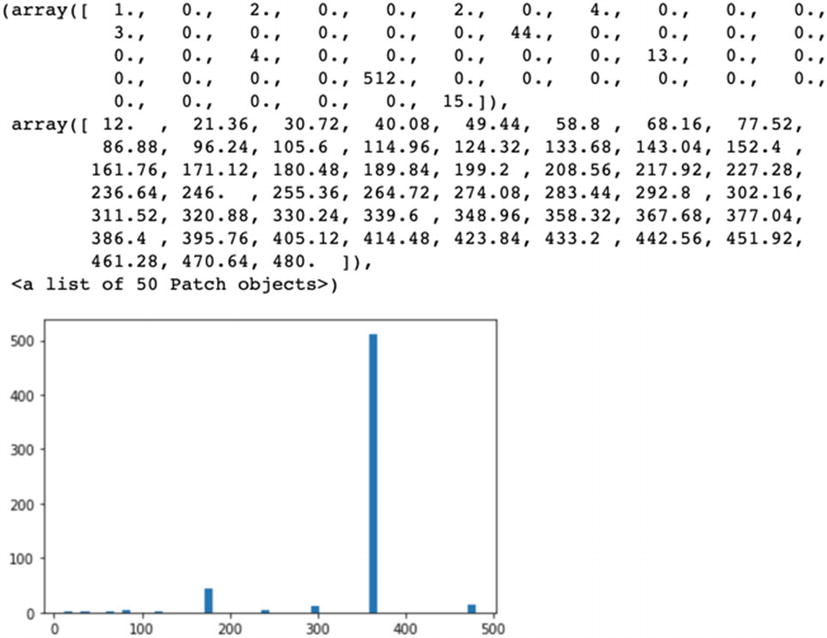 (array([ 1., 0., 2., 0., 0., 2., 0., 4., 0., 0., 0.,
3., 0., 0., 0., 0., 0., 44., 0., 0., 0., 0.,
0., 0., 4., 0., 0., 0., 0., 0., 13., 0., 0.,
0., 0., 0., 0., 512., 0., 0., 0., 0., 0., 0.,
0., 0., 0., 0., 0., 15.]),
array([ 12. , 21.36, 30.72, 40.08, 49.44, 58.8 , 68.16, 77.52,
86.88, 96.24, 105.6 , 114.96, 124.32, 133.68, 143.04, 152.4 ,
161.76, 171.12, 180.48, 189.84, 199.2 , 208.56, 217.92, 227.28,
236.64, 246. , 255.36, 264.72, 274.08, 283.44, 292.8 , 302.16,
311.52, 320.88, 330.24, 339.6 , 348.96, 358.32, 367.68, 377.04,
386.4 , 395.76, 405.12, 414.48, 423.84, 433.2 , 442.56, 451.92,
461.28, 470.64, 480. ]),
<a list of 50 Patch objects>)
500
400
300
200
100
0
0 100 200 300 400 500